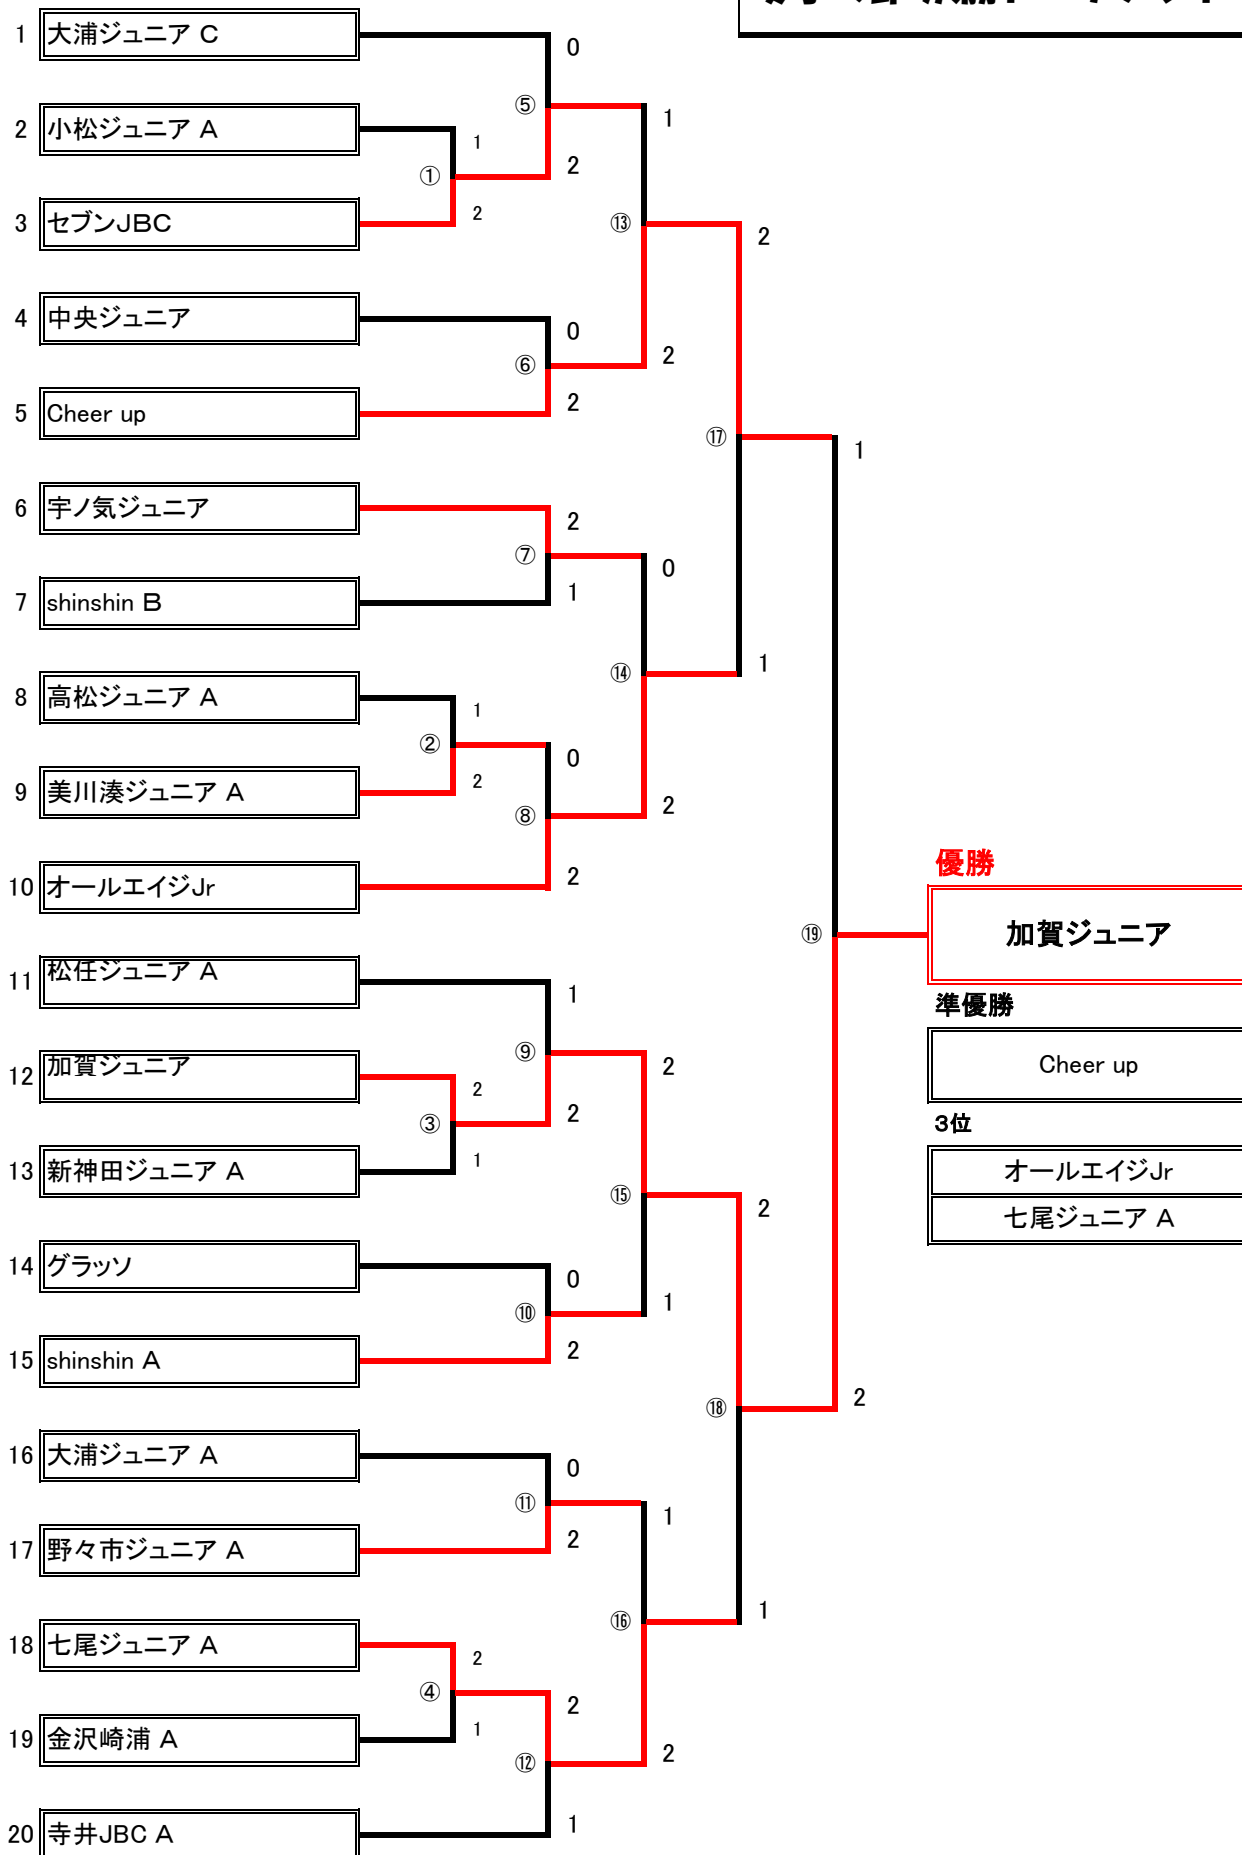 1 大浦ジュニア C
0
⑤
1
2 小松ジュニア A
1
①
2
3 セブンJBC
2
⑬
2
4 中央ジュニア
0
⑥
2
5 Cheer up
2
⑰
1
6 宇ノ気ジュニア
2
⑦
0
7 shinshin B
1
⑭
1
8 高松ジュニア A
1
②
0
9 美川湊ジュニア A
2
⑧
2
10 オールエイジJr
2
優勝
⑲
加賀ジュニア
11 松任ジュニア A
1
準優勝
⑨
2
Cheer up
12 加賀ジュニア
2
③
2
3位
13 新神田ジュニア A
1
オールエイジJr
⑮
2
七尾ジュニア A
14 グラッソ
0
⑩
1
15 shinshin A
2
⑱
2
16 大浦ジュニア A
0
⑪
1
17 野々市ジュニア A
2
⑯
1
18 七尾ジュニア A
2
④
2
19 金沢崎浦 A
1
⑫
2
20 寺井JBC A
1